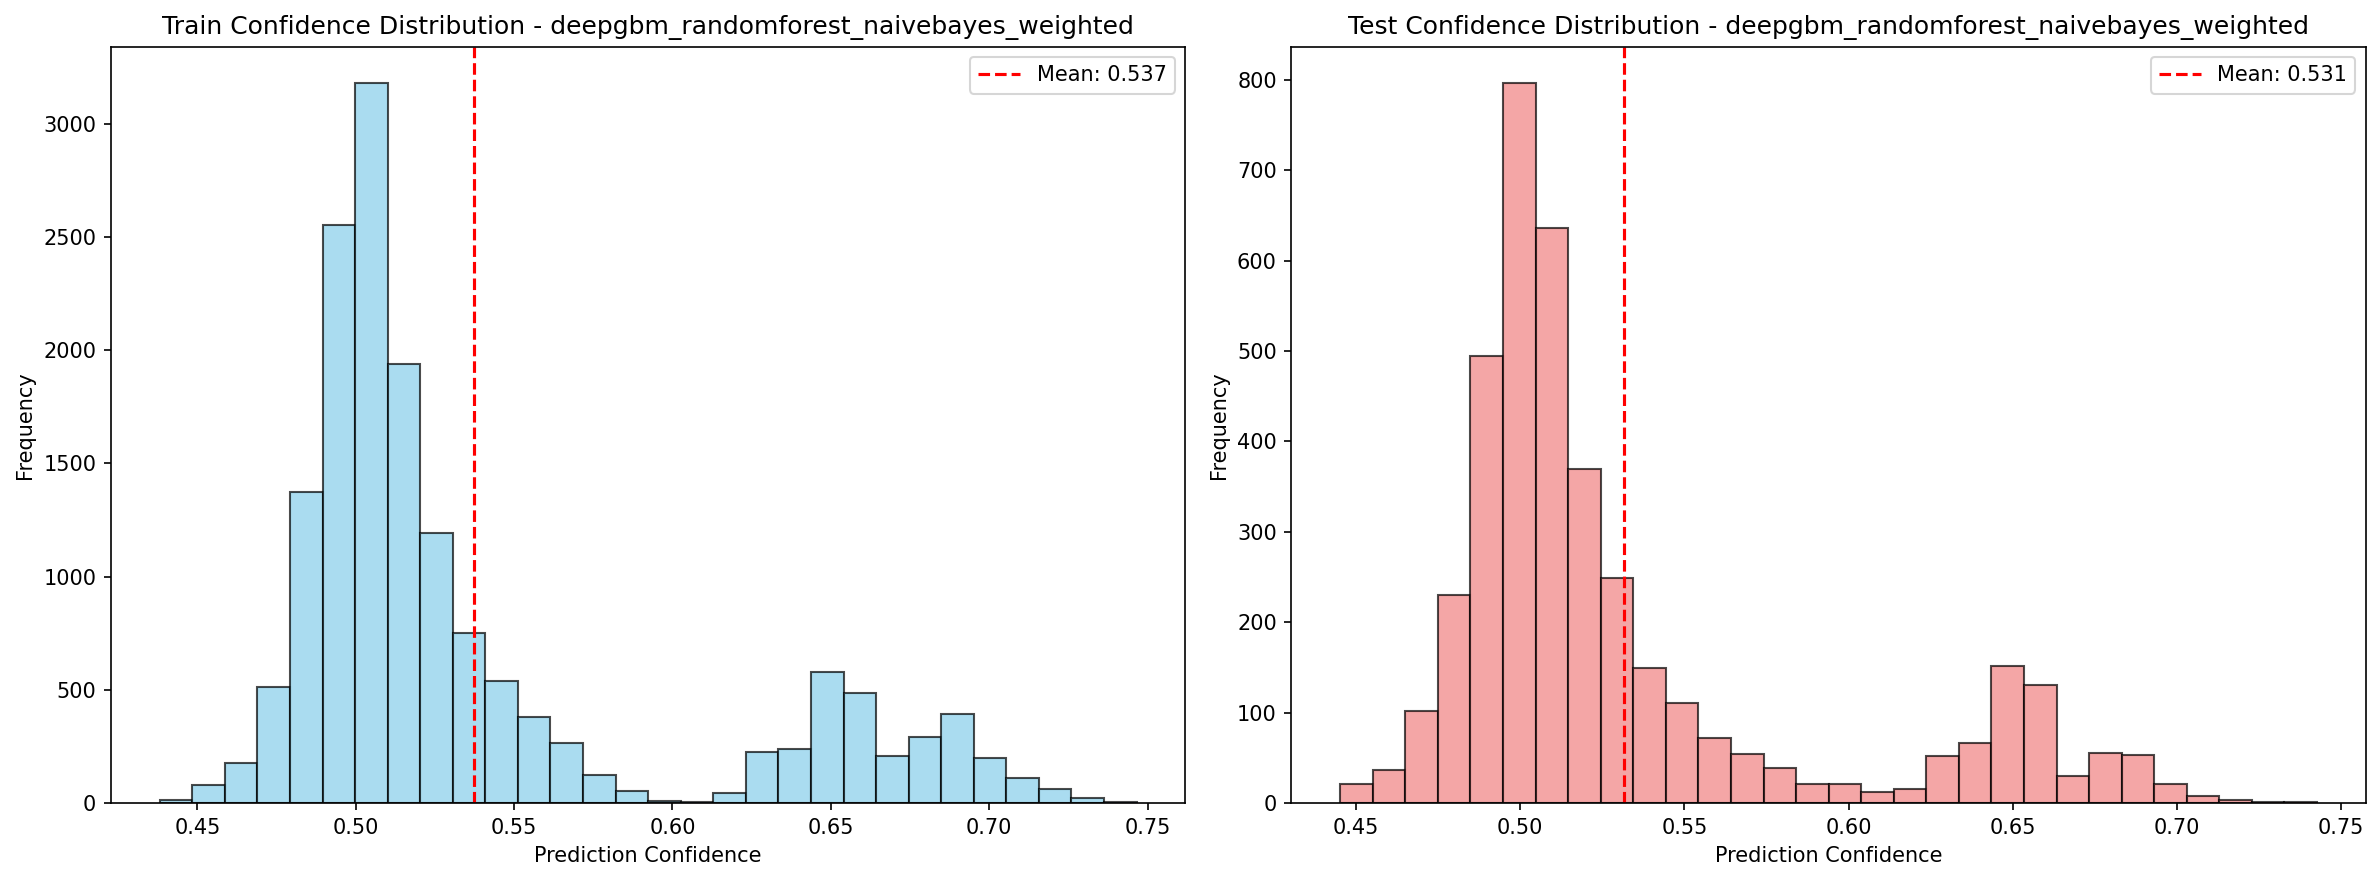 Train Confidence Distribution - deepgbm_randomforest_naivebayes_weighted
Mean: 0.537
Frequency
3000
2500
2000
1500
1000
500
0
0.45 0.50 0.55 0.60 0.65 0.70 0.75
Prediction Confidence
Test Confidence Distribution - deepgbm_randomforest_naivebayes_weighted
Mean: 0.531
Frequency
800
700
600
500
400
300
200
100
0
0.45 0.50 0.55 0.60 0.65 0.70 0.75
Prediction Confidence